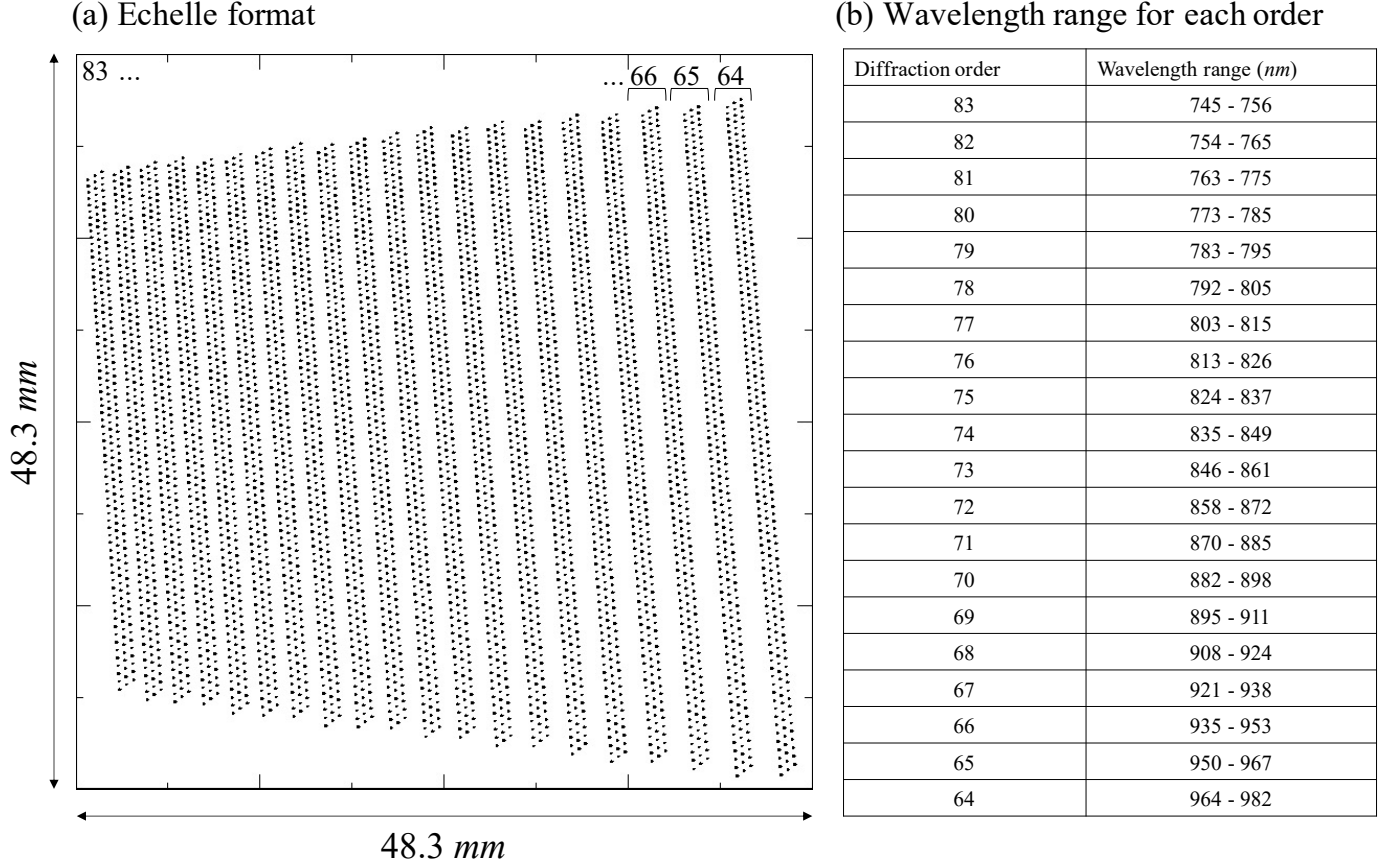 (a) Echelle format
83 ...
... 66 65 64
48.3 mm
48.3 mm
(b) Wavelength range for each order
Diffraction order Wavelength range (nm)
83 745 - 756
82 754 - 765
81 763 - 775
80 773 - 785
79 783 - 795
78 792 - 805
77 803 - 815
76 813 - 826
75 824 - 837
74 835 - 849
73 846 - 861
72 858 - 872
71 870 - 885
70 882 - 898
69 895 - 911
68 908 - 924
67 921 - 938
66 935 - 953
65 950 - 967
64 964 - 982